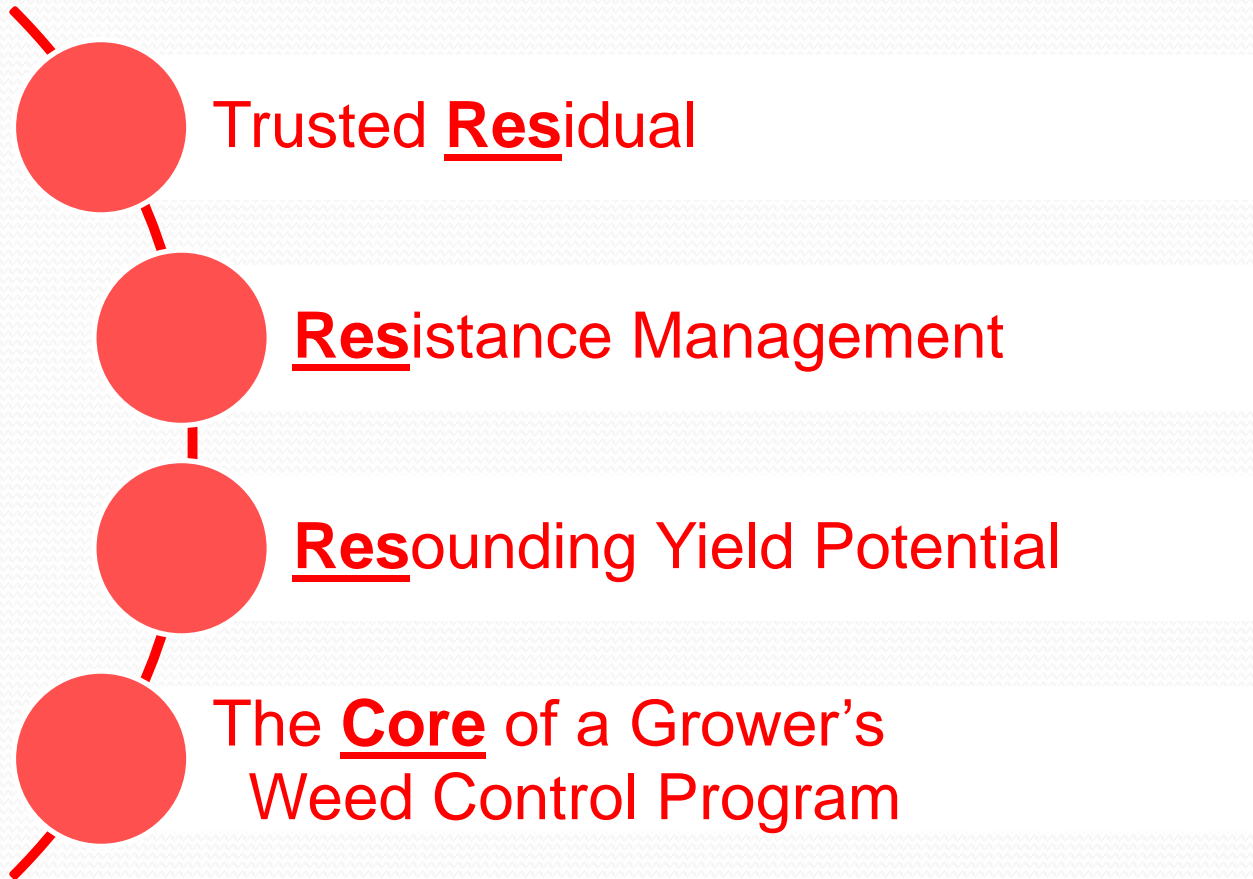 Trusted Residual
Resistance Management
Resounding Yield Potential
The Core of a Grower’s
Weed Control Program